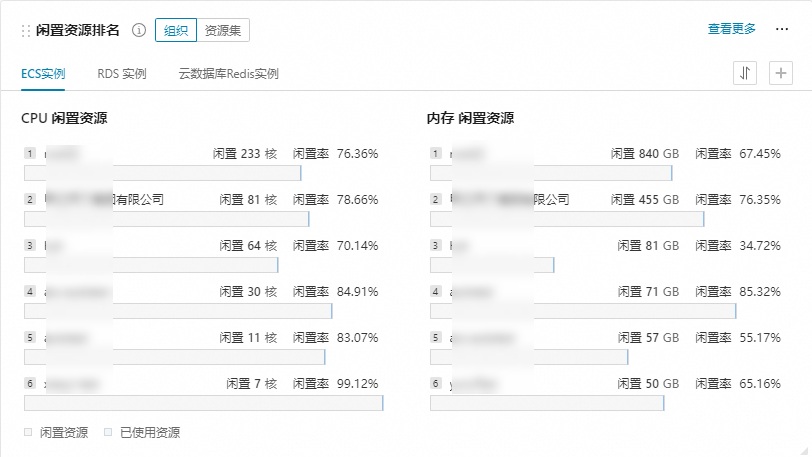 闲置资源排名 组织 资源集 查看更多
ECS实例 RDS 实例 云数据库Redis实例
CPU 闲置资源
1 闲置 233 核 闲置率 76.36%
2 有限公司 闲置 81 核 闲置率 78.66%
3 闲置 64 核 闲置率 70.14%
4 闲置 30 核 闲置率 84.91%
5 闲置 11 核 闲置率 83.07%
6 闲置 7 核 闲置率 99.12%
内存 闲置资源
1 闲置 840 GB 闲置率 67.45%
2 限公司 闲置 455 GB 闲置率 76.35%
3 闲置 81 GB 闲置率 34.72%
4 闲置 71 GB 闲置率 85.32%
5 闲置 57 GB 闲置率 55.17%
6 闲置 50 GB 闲置率 65.16%
闲置资源 已使用资源